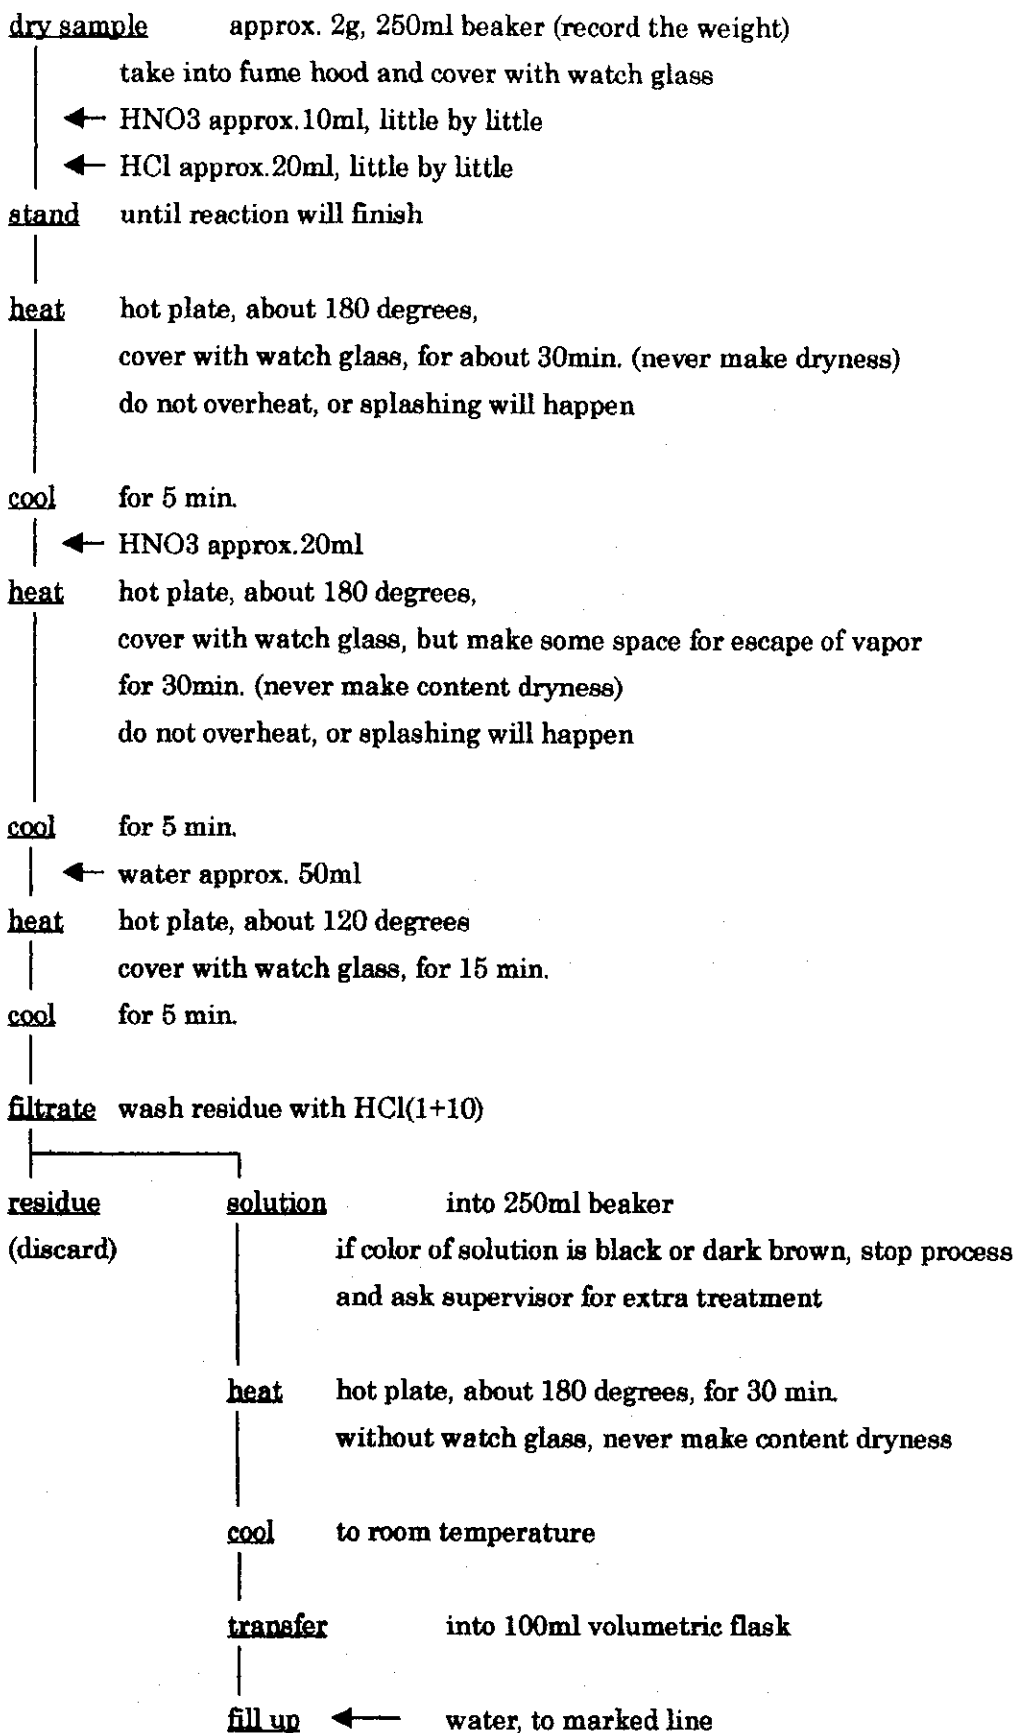 dry sample approx. 2g, 250ml beaker (record the weight)
take into fume hood and cover with watch glass
HNO3 approx.10ml, little by little
HCl approx.20ml, little by little
stand until reaction will finish
heat hot plate, about 180 degrees,
cover with watch glass, for about 30min. (never make dryness)
do not overheat, or splashing will happen
cool for 5 min.
HNO3 approx.20ml
heat hot plate, about 180 degrees,
cover with watch glass, but make some space for escape of vapor
for 30min. (never make content dryness)
do not overheat, or splashing will happen
cool for 5 min.
water approx. 50ml
heat hot plate, about 120 degrees
cover with watch glass, for 15 min.
cool for 5 min.
filtrate wash residue with HCl(1+10)
residue solution into 250ml beaker
(discard) if color of solution is black or dark brown, stop process
and ask supervisor for extra treatment
heat hot plate, about 180 degrees, for 30 min.
without watch glass, never make content dryness
cool to room temperature
transfer into 100ml volumetric flask
fill up water, to marked line